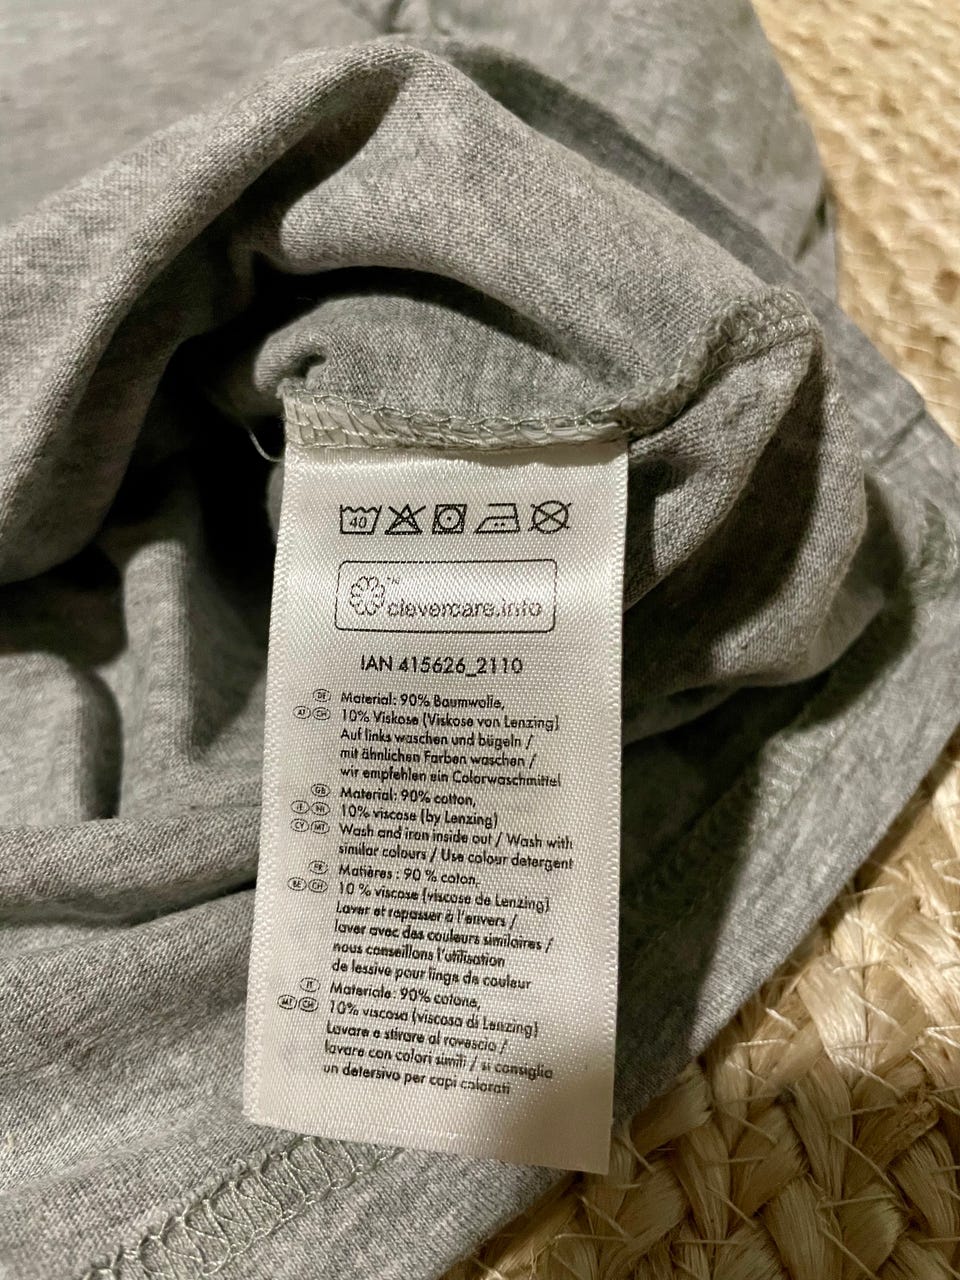 40
clevercare.info
™
IAN 415626_2110
DE Material: 90% Baumwolle,
AT CH 10% Viskose (Viskose von Lenzing)
Auf links waschen und bügeln /
mit ähnlichen Farben waschen /
wir empfehlen ein Colorwaschmittel
GB Material: 90% cotton,
IE NI 10% viscose (by Lenzing)
CY MT Wash and iron inside out / Wash with
similar colours / Use colour detergent
FR Matières : 90 % coton,
BE CH 10 % viscose (viscose de Lenzing)
Laver et repasser à l'envers /
laver avec des couleurs similaires /
nous conseillons l'utilisation
de lessive pour linge de couleur
IT Materiale: 90% cotone,
MT CH 10% viscosa (viscosa di Lenzing)
Lavare e stirare al rovescio /
lavare con colori simili / si consiglia
un detersivo per capi colorati